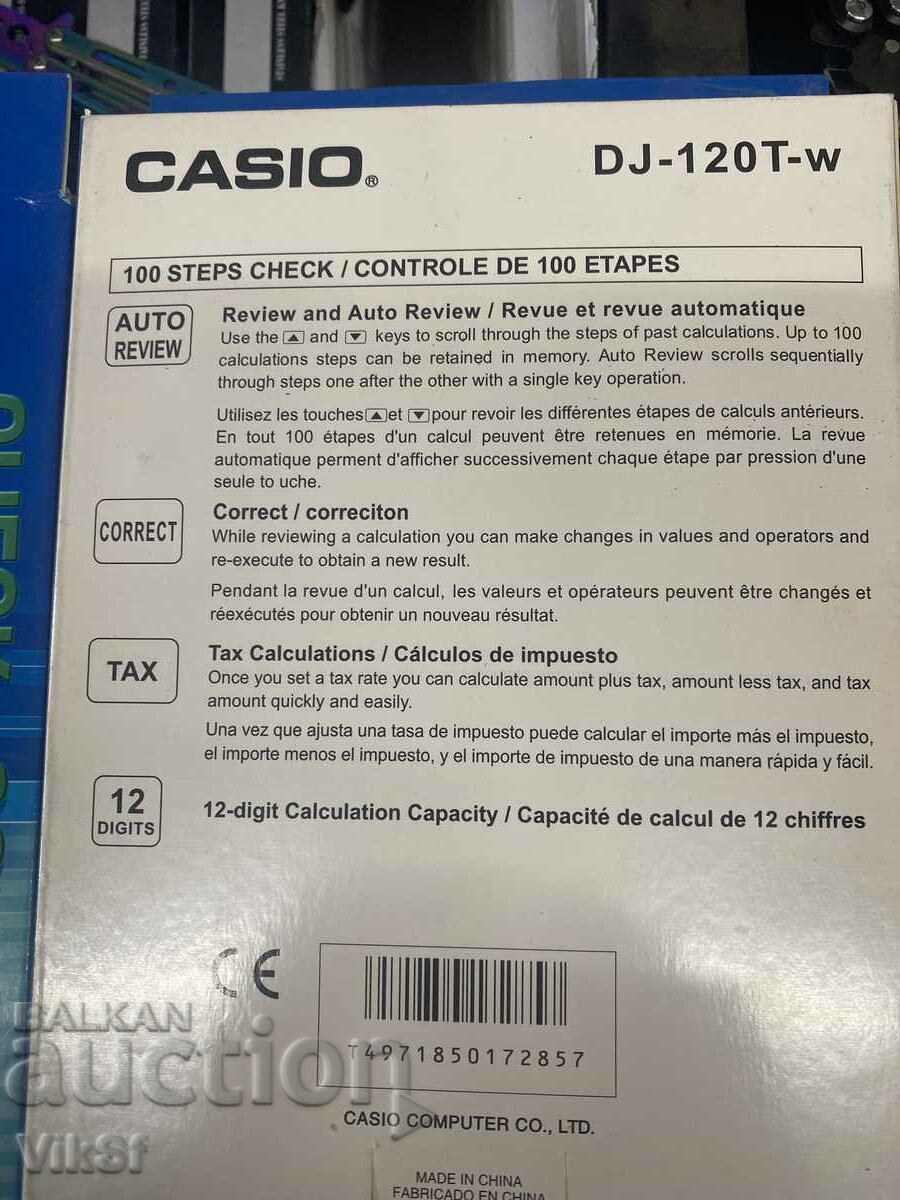 CASIO®
DJ-120T-w
100 STEPS CHECK / CONTROLE DE 100 ETAPES
AUTO
REVIEW
Review and Auto Review / Revue et revue automatique
Use the ▲ and ▼ keys to scroll through the steps of past calculations. Up to 100
calculations steps can be retained in memory. Auto Review scrolls sequentially
through steps one after the other with a single key operation.
Utilisez les touches ▲ et ▼ pour revoir les différentes étapes de calculs antérieurs.
En tout 100 étapes d'un calcul peuvent être retenues en mémoire. La revue
automatique perment d'afficher successivement chaque étape par pression d'une
seule to uche.
CORRECT
Correct / correciton
While reviewing a calculation you can make changes in values and operators and
re-execute to obtain a new result.
Pendant la revue d'un calcul, les valeurs et opérateurs peuvent être changés et
réexécutés pour obtenir un nouveau résultat.
TAX
Tax Calculations / Cálculos de impuesto
Once you set a tax rate you can calculate amount plus tax, amount less tax, and tax
amount quickly and easily.
Una vez que ajusta una tasa de impuesto puede calcular el importe más el impuesto,
el importe menos el impuesto, y el importe de impuesto de una manera rápida y fácil.
12
DIGITS
12-digit Calculation Capacity / Capacité de calcul de 12 chiffres
CE
T4971850172857
CASIO COMPUTER CO., LTD.
MADE IN CHINA
FABRICADO EN CHINA
BALKAN
auction
VikSf